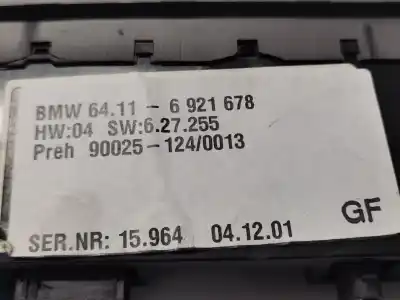 BMW 64.11 - 6 921 678
HW:04 SW:6.27.255
Preh 90025-124/0013
GF
SER.NR: 15.964 04.12.01